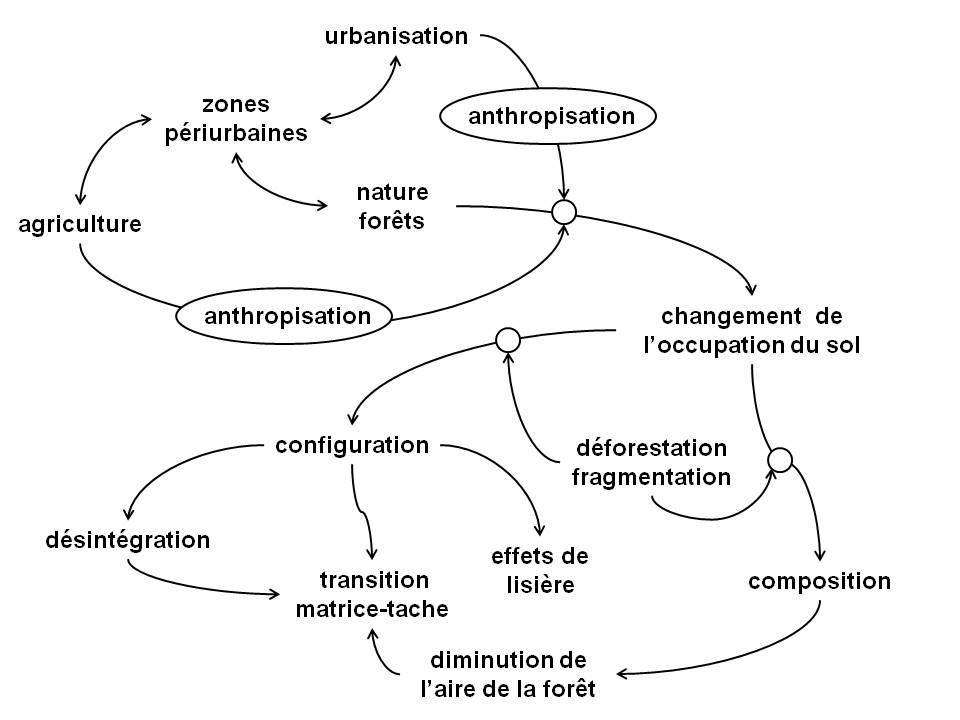 urbanisation
zones
périurbaines
anthropisation
nature
forêts
agriculture
anthropisation
changement de
l’occupation du sol
configuration
déforestation
fragmentation
désintégration
effets de
lisière
transition
matrice-tache
composition
diminution de
l’aire de la forêt